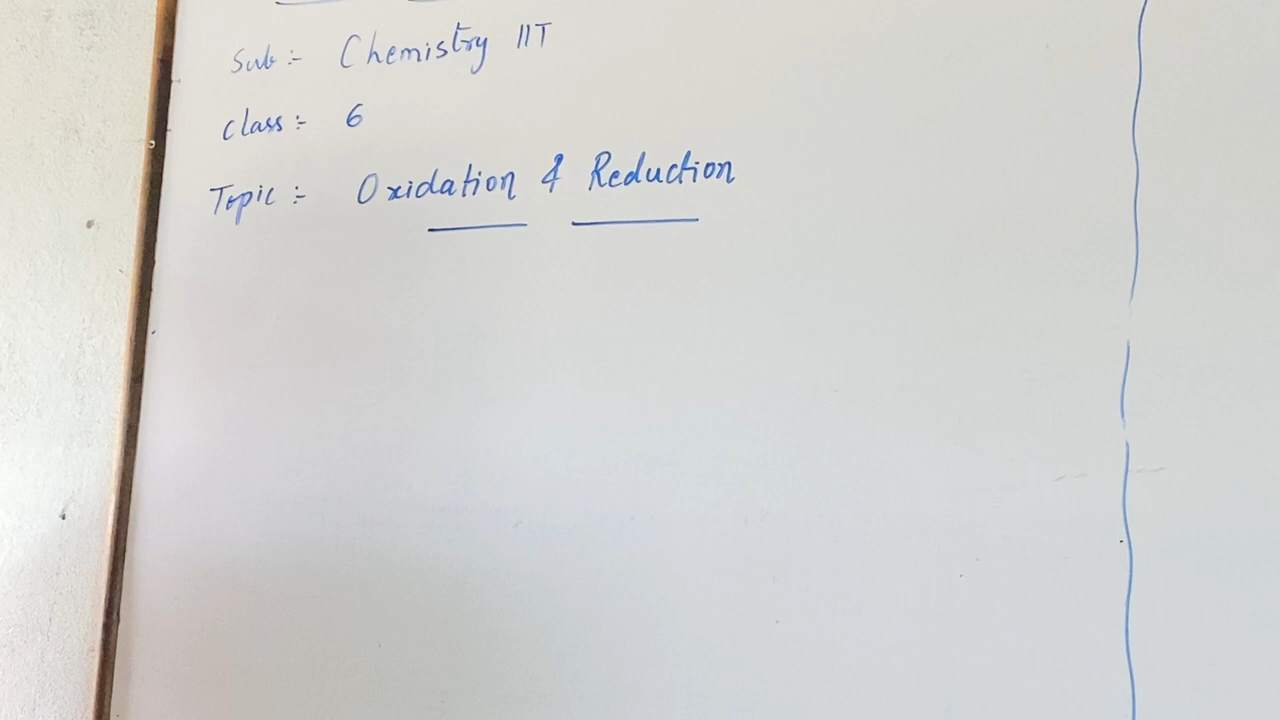 Sub :- Chemistry IIT
Class :- 6
Topic :- Oxidation & Reduction